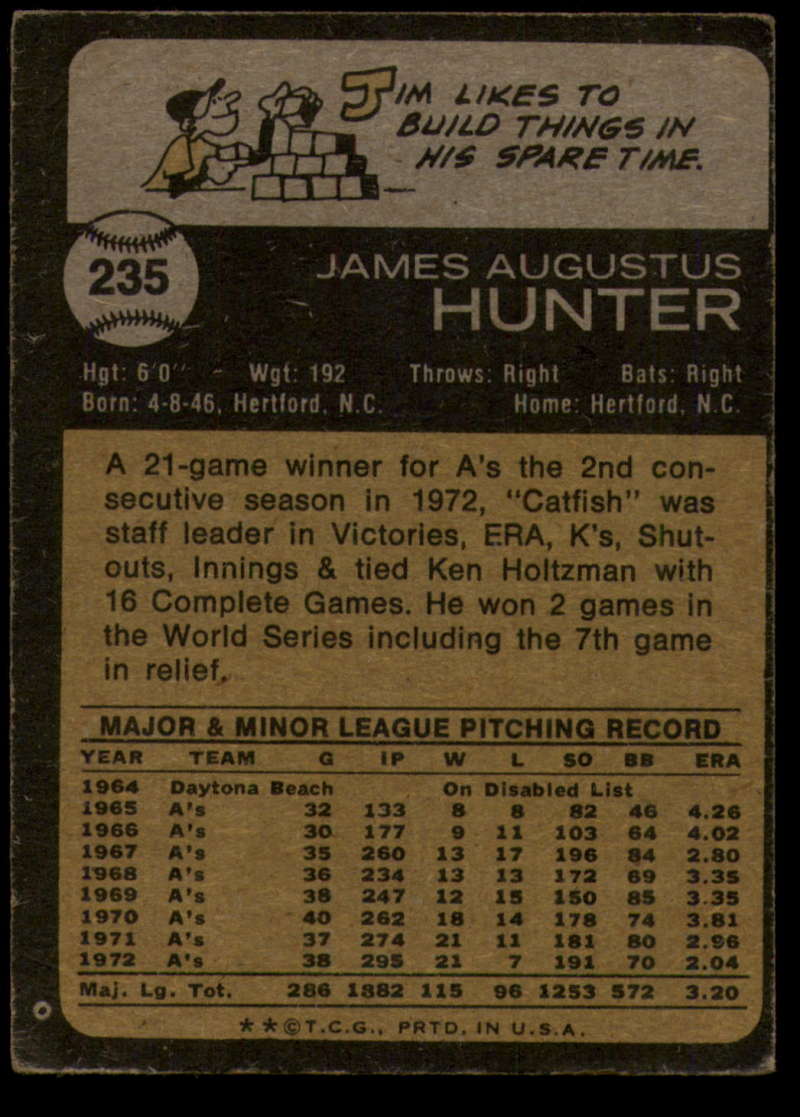 JIM LIKES TO
BUILD THINGS IN
HIS SPARE TIME.
235
JAMES AUGUSTUS
HUNTER
Hgt: 6'0" Wgt: 192 Throws: Right Bats: Right
Born: 4-8-46, Hertford, N.C. Home: Hertford, N.C.
A 21-game winner for A's the 2nd con-
secutive season in 1972, "Catfish" was
staff leader in Victories, ERA, K's, Shut-
outs, Innings & tied Ken Holtzman with
16 Complete Games. He won 2 games in
the World Series including the 7th game
in relief.
MAJOR & MINOR LEAGUE PITCHING RECORD
YEAR TEAM G IP W L SO BB ERA
1964 Daytona Beach On Disabled List
1965 A's 32 133 8 8 82 46 4.26
1966 A's 30 177 9 11 103 64 4.02
1967 A's 35 260 13 17 196 84 2.80
1968 A's 36 234 13 13 172 69 3.35
1969 A's 38 247 12 15 150 85 3.35
1970 A's 40 262 18 14 178 74 3.81
1971 A's 37 274 21 11 181 80 2.96
1972 A's 38 295 21 7 191 70 2.04
Maj. Lg. Tot. 286 1882 115 96 1253 572 3.20
**©T.C.G., PRTD. IN U.S.A.